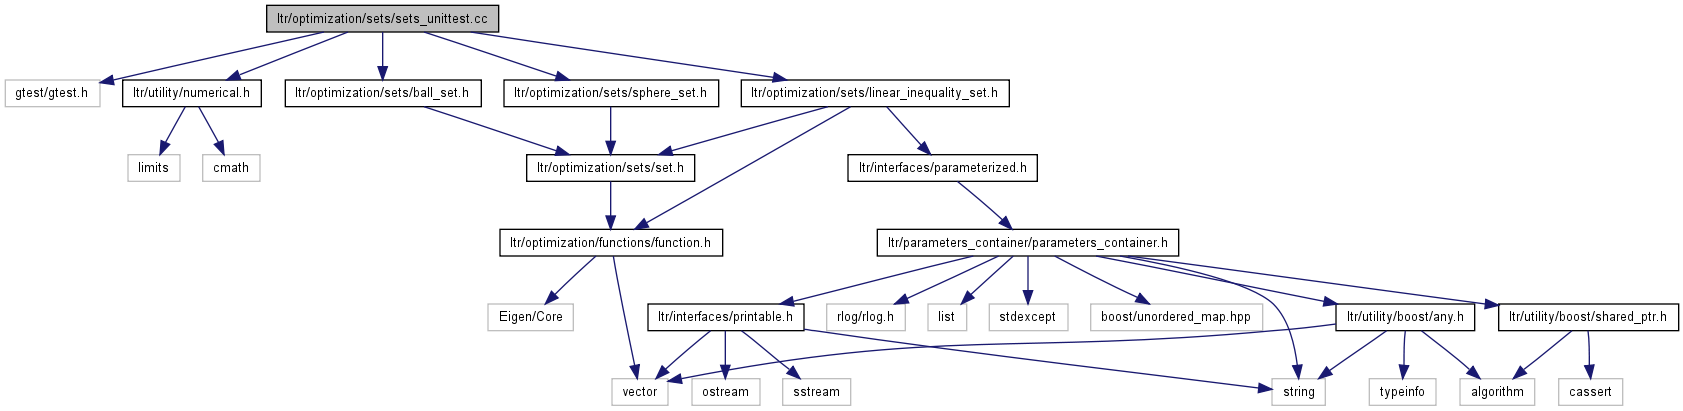 ltr/optimization/sets/sets_unittest.cc
gtest/gtest.h
ltr/utility/numerical.h
ltr/optimization/sets/ball_set.h
ltr/optimization/sets/sphere_set.h
ltr/optimization/sets/linear_inequality_set.h
limits
cmath
ltr/optimization/sets/set.h
ltr/interfaces/parameterized.h
ltr/optimization/functions/function.h
ltr/parameters_container/parameters_container.h
Eigen/Core
ltr/interfaces/printable.h
rlog/rlog.h
list
stdexcept
boost/unordered_map.hpp
ltr/utility/boost/any.h
ltr/utility/boost/shared_ptr.h
vector
ostream
sstream
string
typeinfo
algorithm
cassert